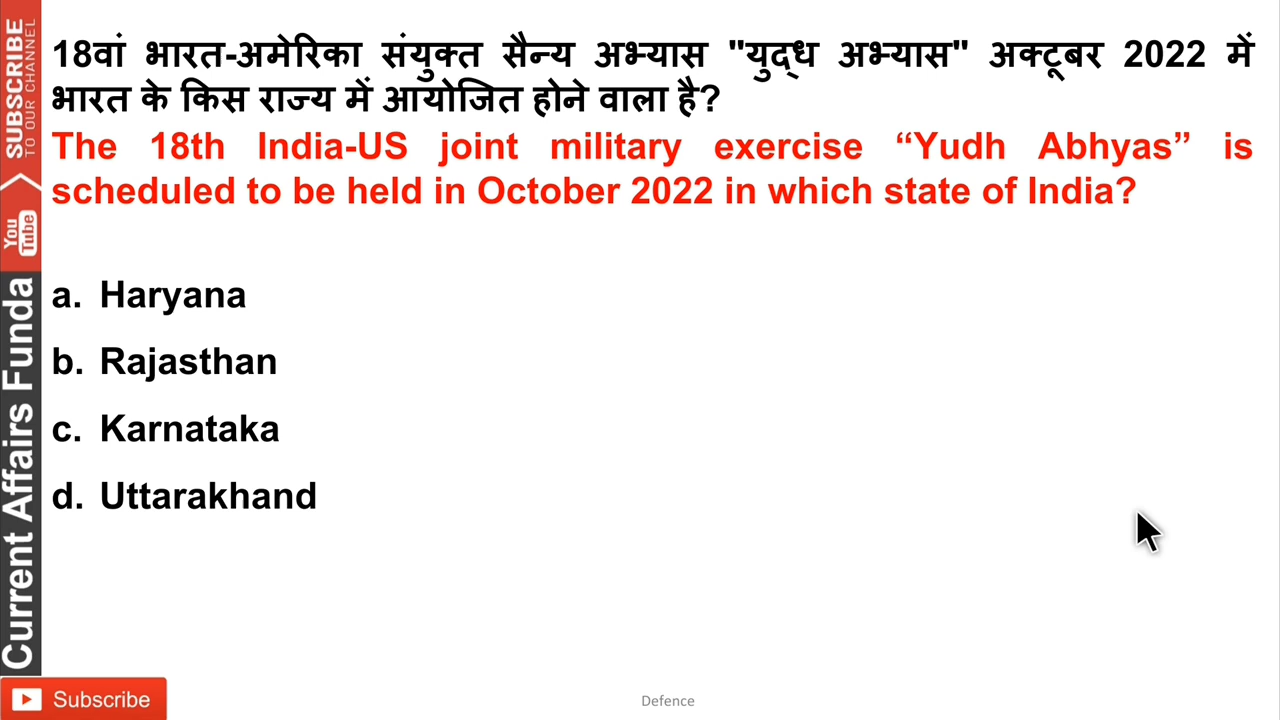 18वां भारत-अमेरिका संयुक्त सैन्य अभ्यास "युद्ध अभ्यास" अक्टूबर 2022 में
भारत के किस राज्य में आयोजित होने वाला है?
The 18th India-US joint military exercise “Yudh Abhyas” is
scheduled to be held in October 2022 in which state of India?
a. Haryana
b. Rajasthan
c. Karnataka
d. Uttarakhand
SUBSCRIBE
TO OUR CHANNEL
You
Tube
Current Affairs Funda
Subscribe
Defence